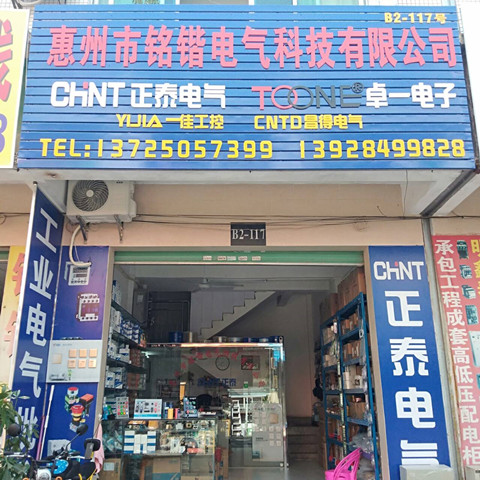 B2-117号
惠州市铭锴电气科技有限公司
CHNT 正泰电气 TOONE® 卓一电子
YIJIA 一佳工控 CNTD 昌得电气
TEL:13725057399 13928499828
B2-117
工业电气
CHNT
正泰电气
承包工程成套高低压配电柜